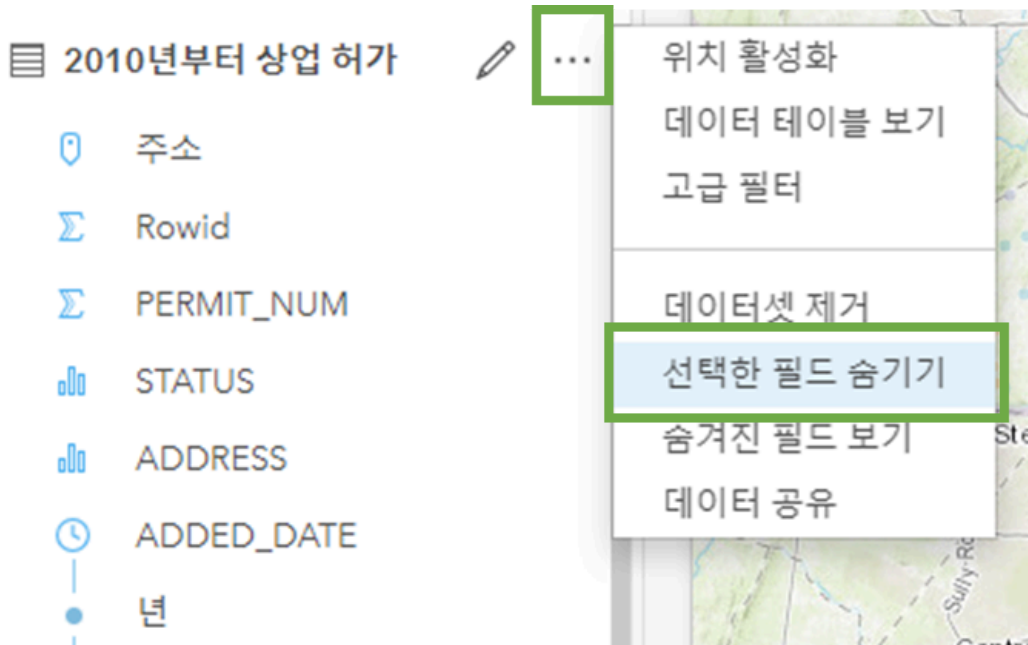 2010년부터 상업 허가
...
주소
Rowid
PERMIT_NUM
STATUS
ADDRESS
ADDED_DATE
년
위치 활성화
데이터 테이블 보기
고급 필터
데이터셋 제거
선택한 필드 숨기기
숨겨진 필드 보기
데이터 공유
Ste